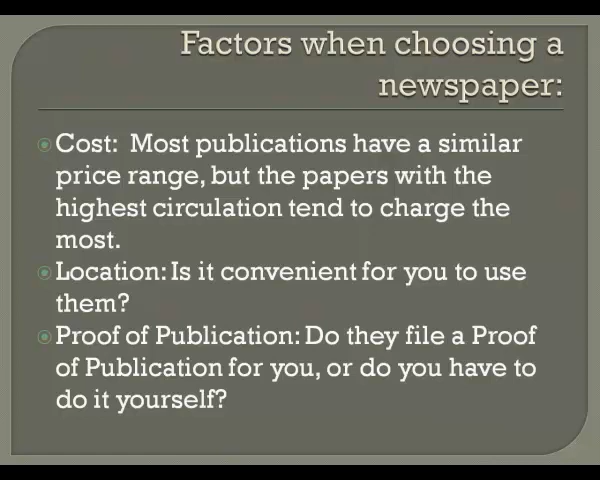 Factors when choosing a
newspaper:
Cost:  Most publications have a similar
price range, but the papers with the
highest circulation tend to charge the
most.
Location: Is it convenient for you to use
them?
Proof of Publication: Do they file a Proof
of Publication for you, or do you have to
do it yourself?